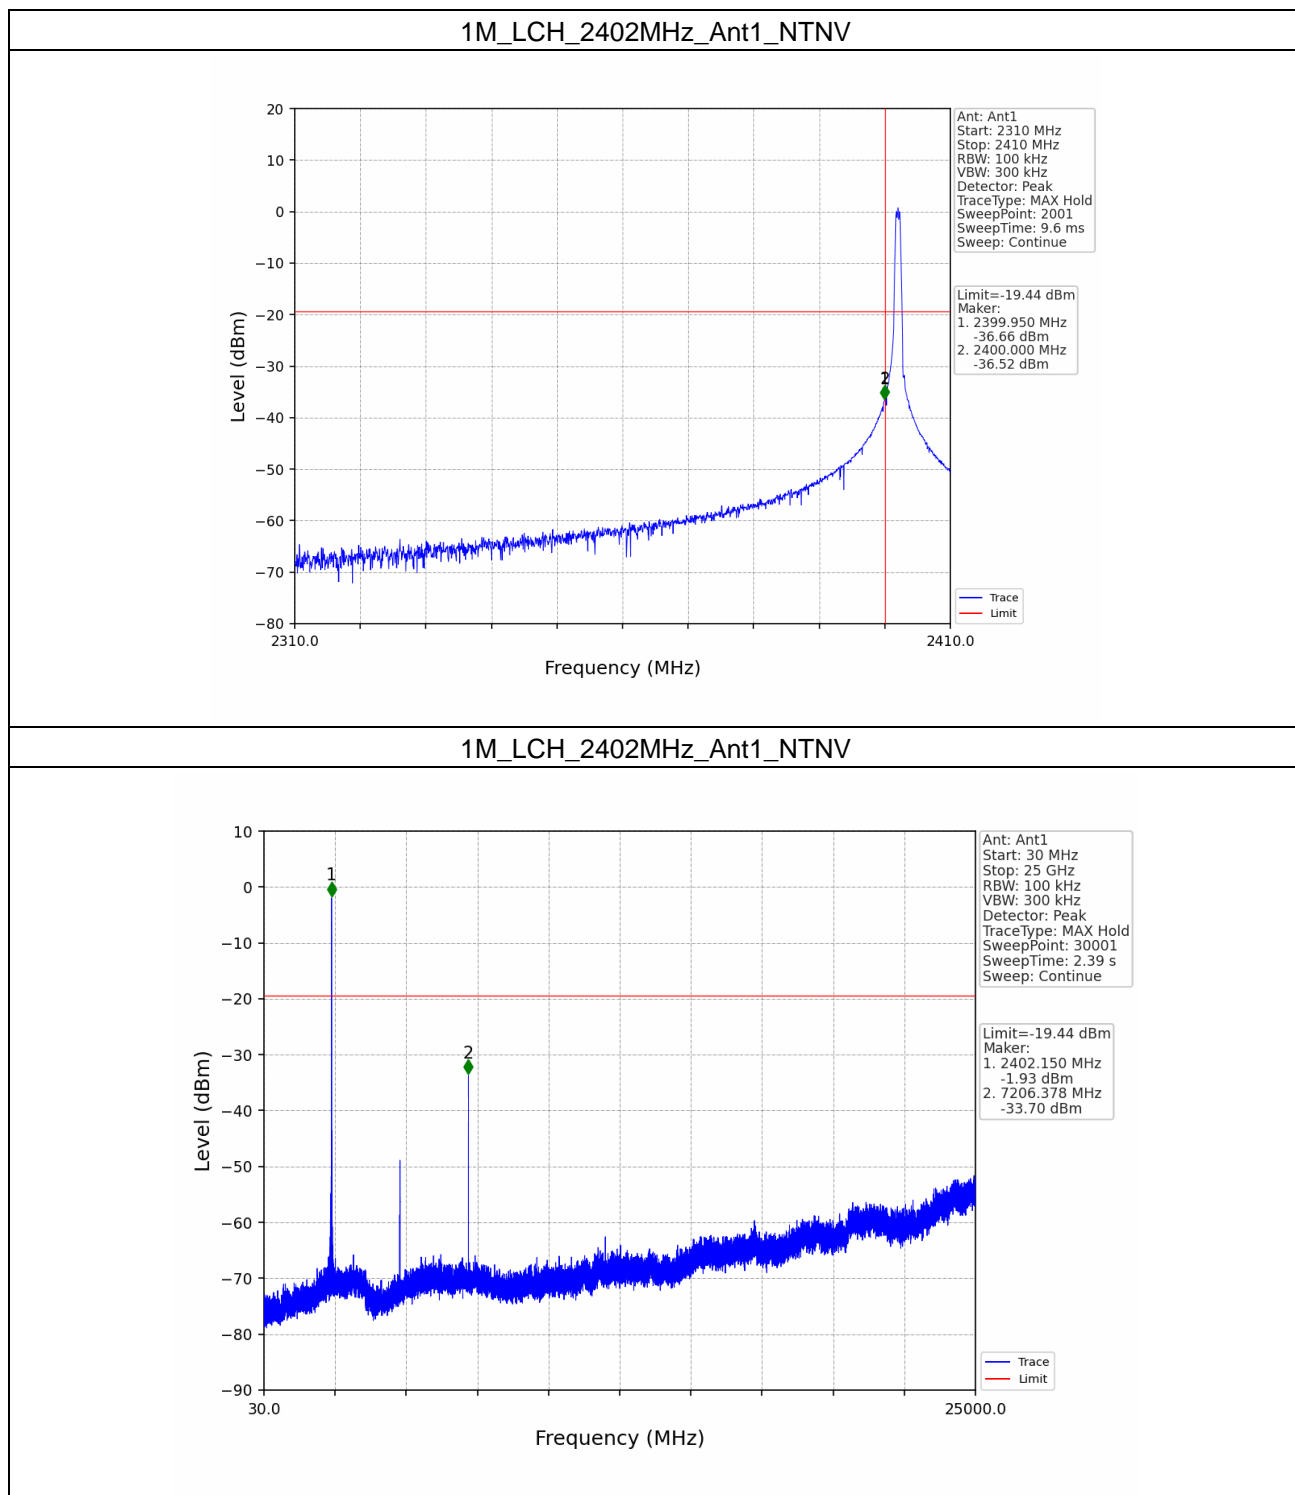 1M_LCH_2402MHz_Ant1_NTNV
20
10
0
−10
−20
−30
−40
−50
−60
−70
−80
Level (dBm)
2310.0
2410.0
Frequency (MHz)
2
Ant: Ant1
Start: 2310 MHz
Stop: 2410 MHz
RBW: 100 kHz
VBW: 300 kHz
Detector: Peak
TraceType: MAX Hold
SweepPoint: 2001
SweepTime: 9.6 ms
Sweep: Continue
Limit=-19.44 dBm
Maker:
1. 2399.950 MHz
-36.66 dBm
2. 2400.000 MHz
-36.52 dBm
Trace
Limit
1M_LCH_2402MHz_Ant1_NTNV
10
0
−10
−20
−30
−40
−50
−60
−70
−80
−90
Level (dBm)
30.0
25000.0
Frequency (MHz)
1
2
Ant: Ant1
Start: 30 MHz
Stop: 25 GHz
RBW: 100 kHz
VBW: 300 kHz
Detector: Peak
TraceType: MAX Hold
SweepPoint: 30001
SweepTime: 2.39 s
Sweep: Continue
Limit=-19.44 dBm
Maker:
1. 2402.150 MHz
-1.93 dBm
2. 7206.378 MHz
-33.70 dBm
Trace
Limit